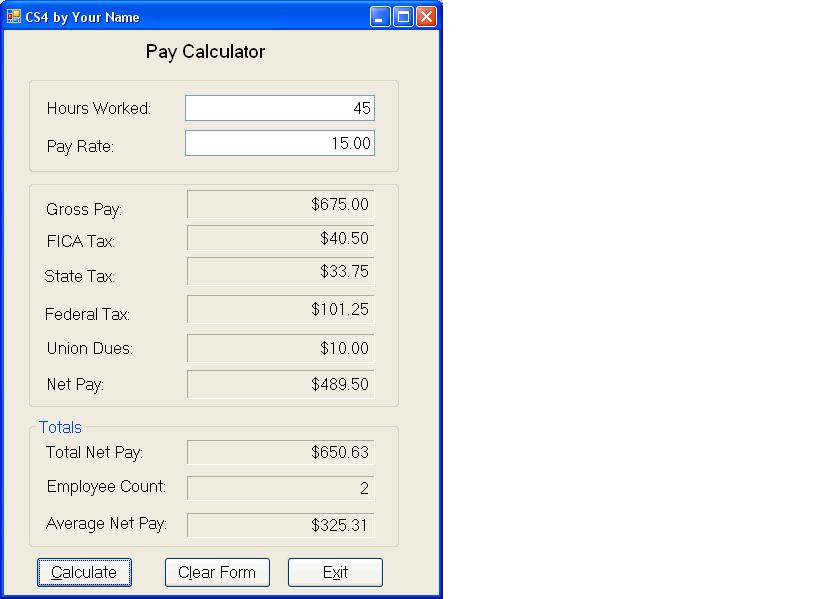 CS4 by Your Name
Pay Calculator
Hours Worked: 45
Pay Rate: 15.00
Gross Pay: $675.00
FICA Tax: $40.50
State Tax: $33.75
Federal Tax: $101.25
Union Dues: $10.00
Net Pay: $489.50
Totals
Total Net Pay: $650.63
Employee Count: 2
Average Net Pay: $325.31
Calculate Clear Form Exit